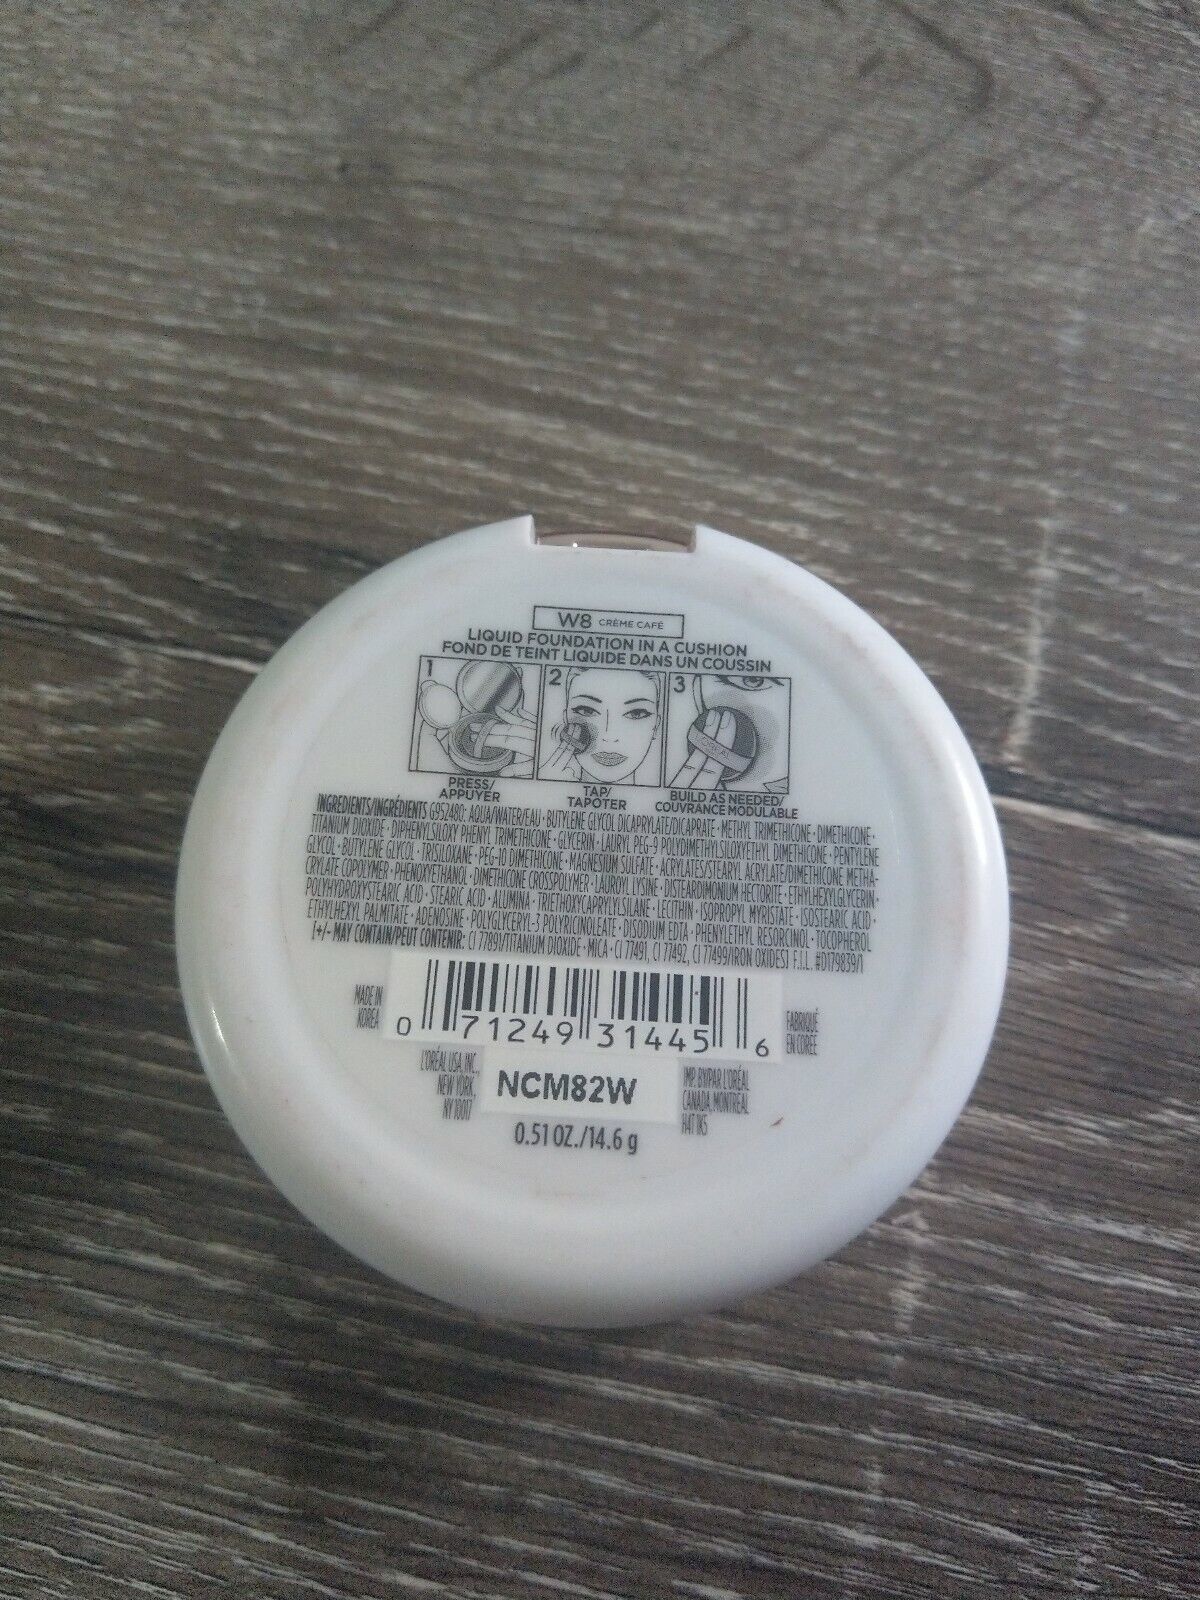 W8 CRÈME CAFÉ
LIQUID FOUNDATION IN A CUSHION
FOND DE TEINT LIQUIDE DANS UN COUSSIN
1
2
3
PRESS/
APPUYER
TAP/
TAPOTER
BUILD AS NEEDED/
COUVRANCE MODULABLE
INGREDIENTS/INGRÉDIENTS G952480: AQUA/WATER/EAU · BUTYLENE GLYCOL DICAPRYLATE/DICAPRATE · METHYL TRIMETHICONE · DIMETHICONE ·
TITANIUM DIOXIDE · DIPHENYLSILOXY PHENYL TRIMETHICONE · GLYCERIN · LAURYL PEG-9 POLYDIMETHYLSILOXYETHYL DIMETHICONE · PENTYLENE
GLYCOL · BUTYLENE GLYCOL · TRISILOXANE · PEG-10 DIMETHICONE · MAGNESIUM SULFATE · ACRYLATES/STEARYL ACRYLATE/DIMETHICONE METHA-
CRYLATE COPOLYMER · PHENOXYETHANOL · DIMETHICONE CROSSPOLYMER · LAUROYL LYSINE · DISTEARDIMONIUM HECTORITE · ETHYLHEXYLGLYCERIN ·
POLYHYDROXYSTEARIC ACID · STEARIC ACID · ALUMINA · TRIETHOXYCAPRYLYLSILANE · LECITHIN · ISOPROPYL MYRISTATE · ISOSTEARIC ACID ·
ETHYLHEXYL PALMITATE · ADENOSINE · POLYGLYCERYL-3 POLYRICINOLEATE · DISODIUM EDTA · PHENYLETHYL RESORCINOL · TOCOPHEROL
[+/- MAY CONTAIN/PEUT CONTENIR: CI 77891/TITANIUM DIOXIDE · MICA · CI 77491, CI 77492, CI 77499/IRON OXIDES] F.I.L. #D179839/1
MADE IN
KOREA
0 71249 31445 6
FABRIQUÉ
EN CORÉE
L'ORÉAL USA, INC.,
NEW YORK,
NY 10017
NCM82W
IMP. BY/PAR L'ORÉAL
CANADA, MONTRÉAL
H4T 1K5
0.51 OZ./14.6 g